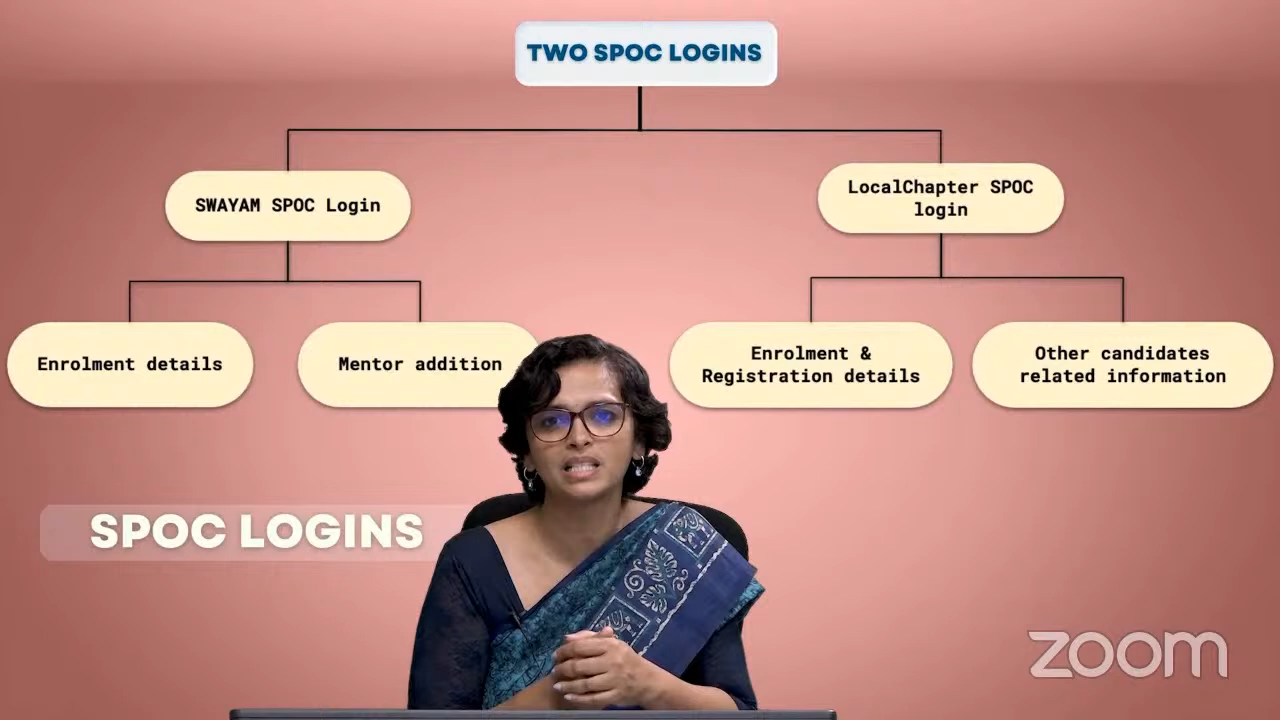 TWO SPOC LOGINS
SWAYAM SPOC Login
LocalChapter SPOC
login
Enrolment details
Mentor addition
Enrolment &
Registration details
Other candidates
related information
SPOC LOGINS
zoom